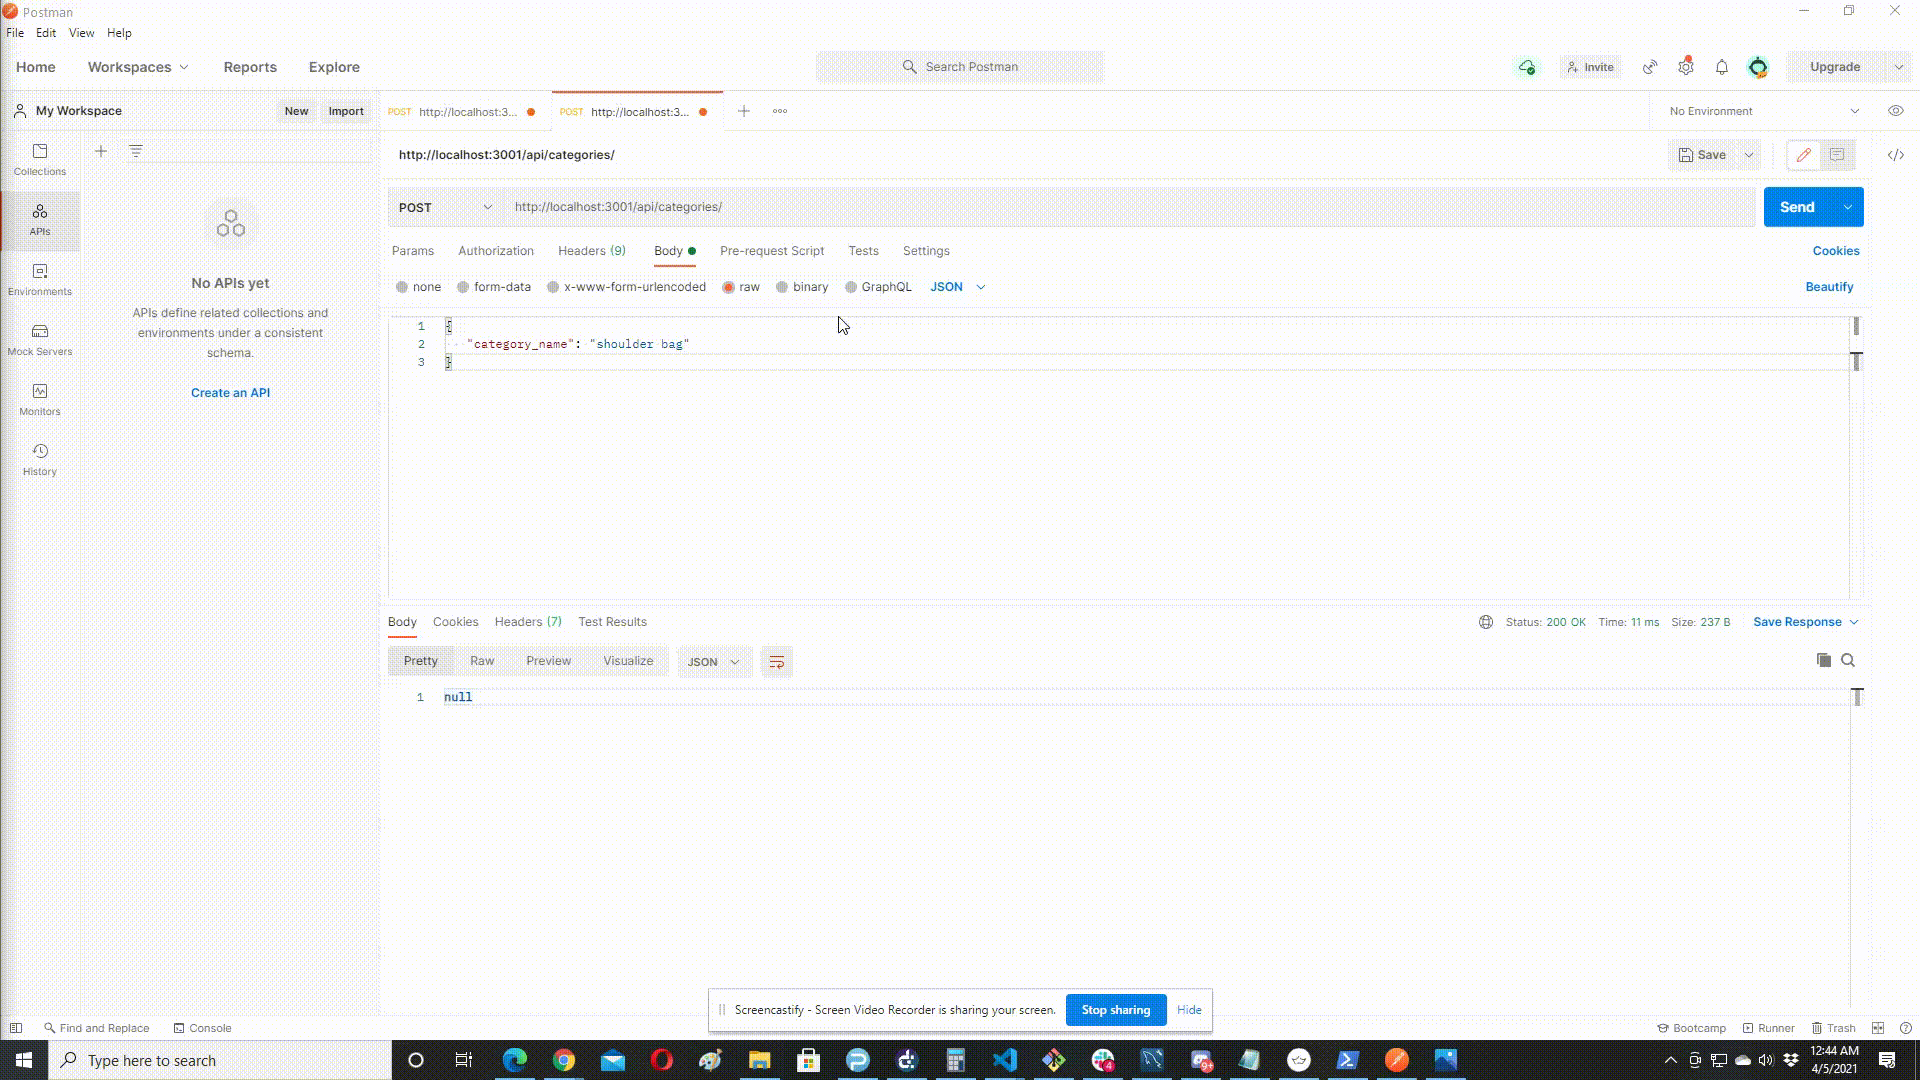 Postman
File Edit View Help
Home Workspaces Reports Explore
Search Postman
Invite
Upgrade
My Workspace New Import
POST http://localhost:3...
POST http://localhost:3...
No Environment
http://localhost:3001/api/categories/
Save
POST http://localhost:3001/api/categories/
Send
Params Authorization Headers (9) Body Pre-request Script Tests Settings Cookies
none form-data x-www-form-urlencoded raw binary GraphQL JSON Beautify
1 {
2 "category_name": "shoulder bag"
3 }
Collections
APIs
Environments
Mock Servers
Monitors
History
No APIs yet
APIs define related collections and
environments under a consistent
schema.
Create an API
Body Cookies Headers (7) Test Results
Status: 200 OK Time: 11 ms Size: 237 B Save Response
Pretty Raw Preview Visualize JSON
1 null
Screencastify - Screen Video Recorder is sharing your screen. Stop sharing Hide
Find and Replace Console
Bootcamp Runner Trash
Type here to search
4
9+
12:44 AM
4/5/2021